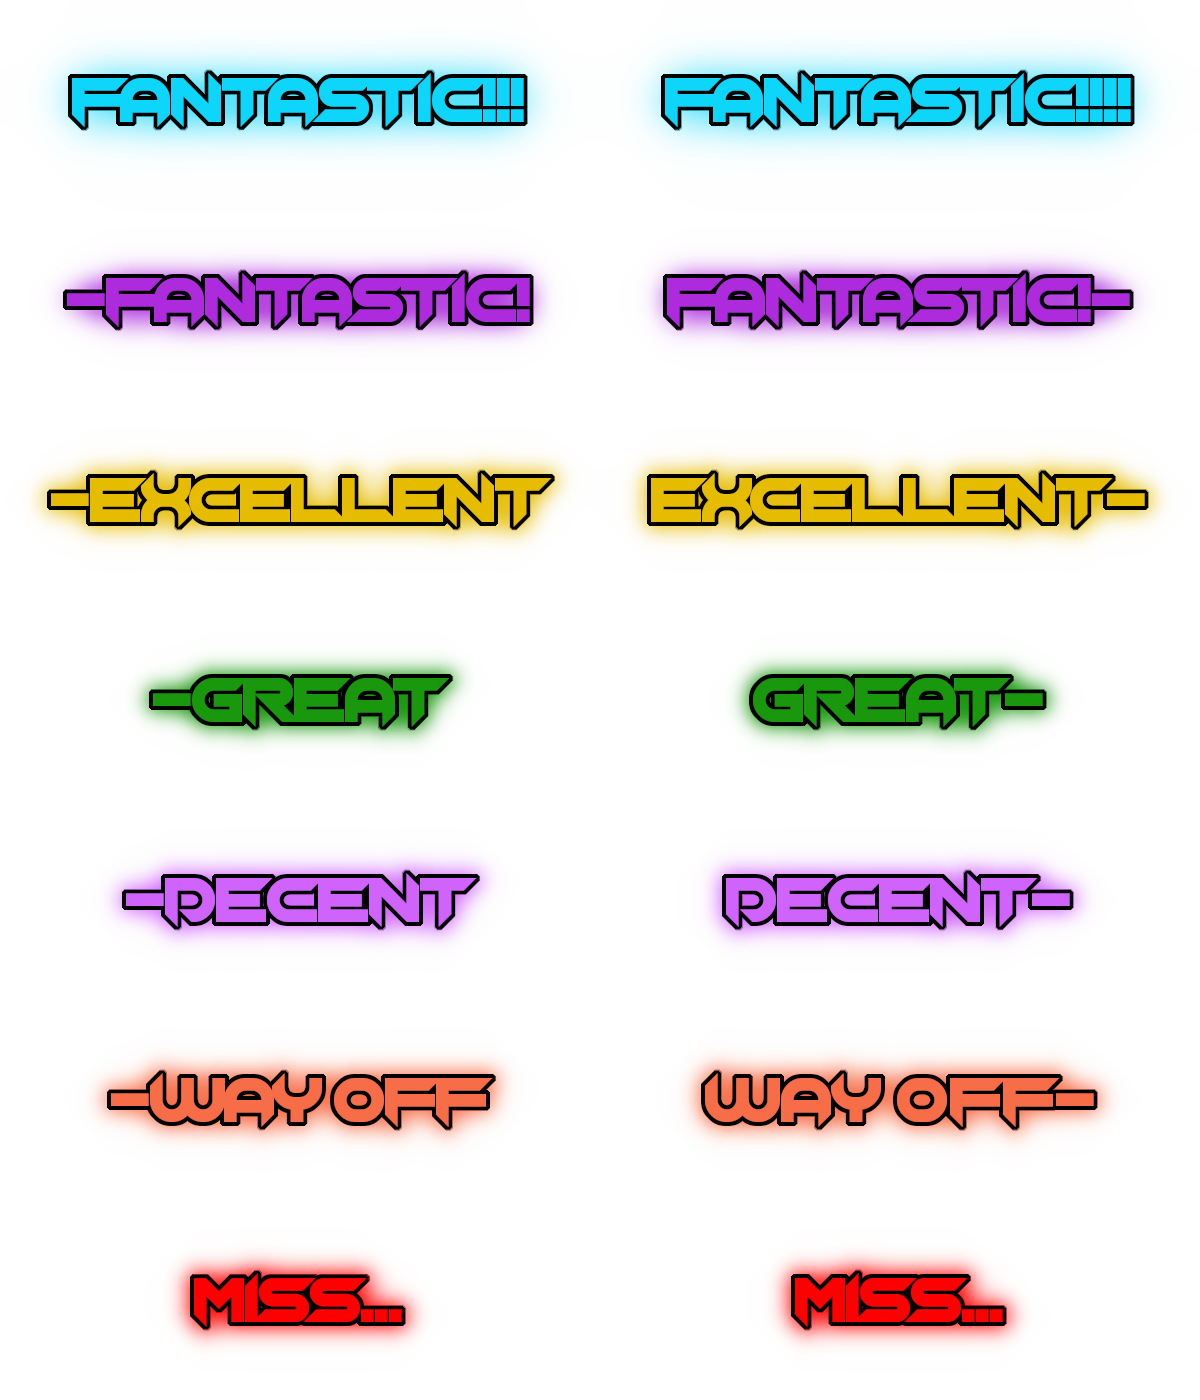 FANTASTIC!!! FANTASTIC!!!!
-FANTASTIC! FANTASTIC!-
-EXCELLENT EXCELLENT-
-GREAT GREAT-
-DECENT DECENT-
-WAY OFF WAY OFF-
MISS... MISS...